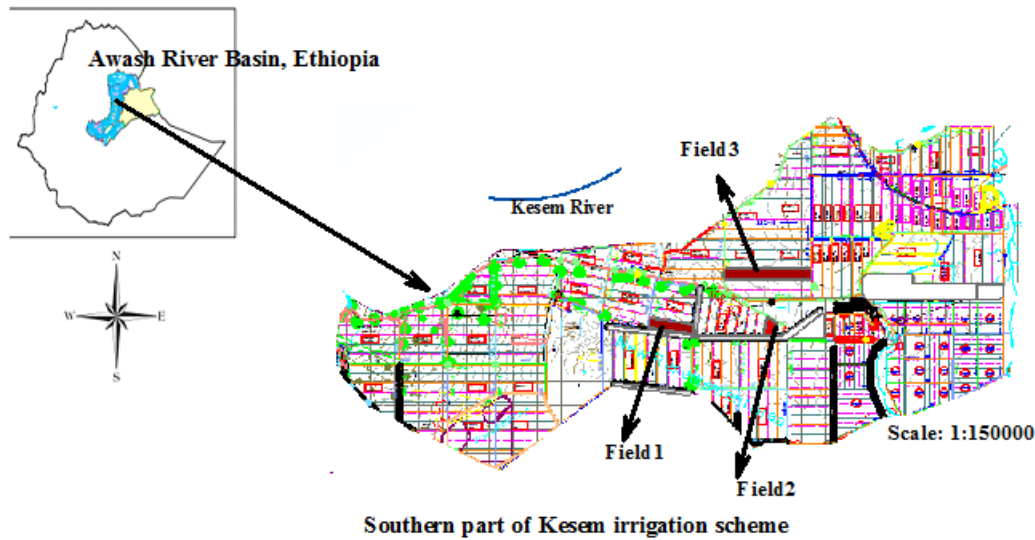 Awash River Basin, Ethiopia
Field 3
Kesem River
N
W E
S
Scale: 1:150000
Field 1
Field 2
Southern part of Kesem irrigation scheme